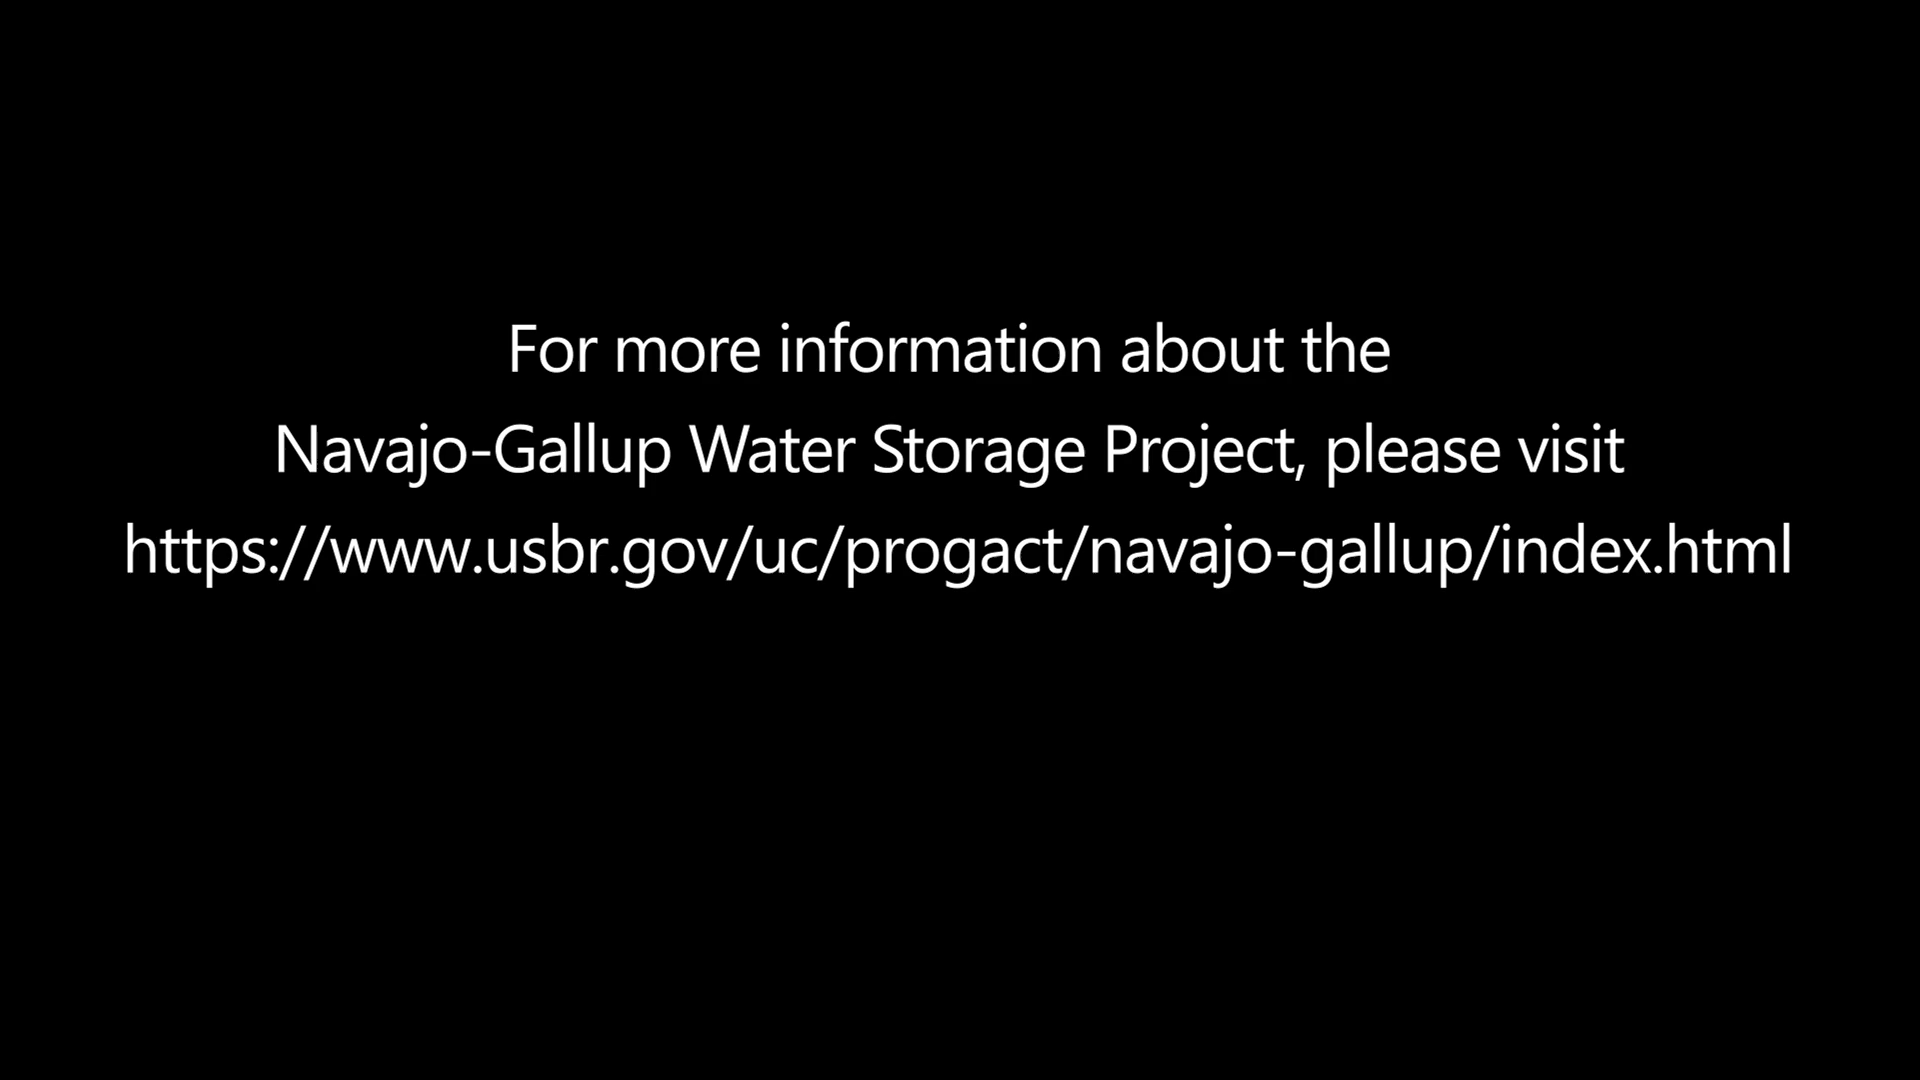 For more information about the
Navajo-Gallup Water Storage Project, please visit
https://www.usbr.gov/uc/progact/navajo-gallup/index.html